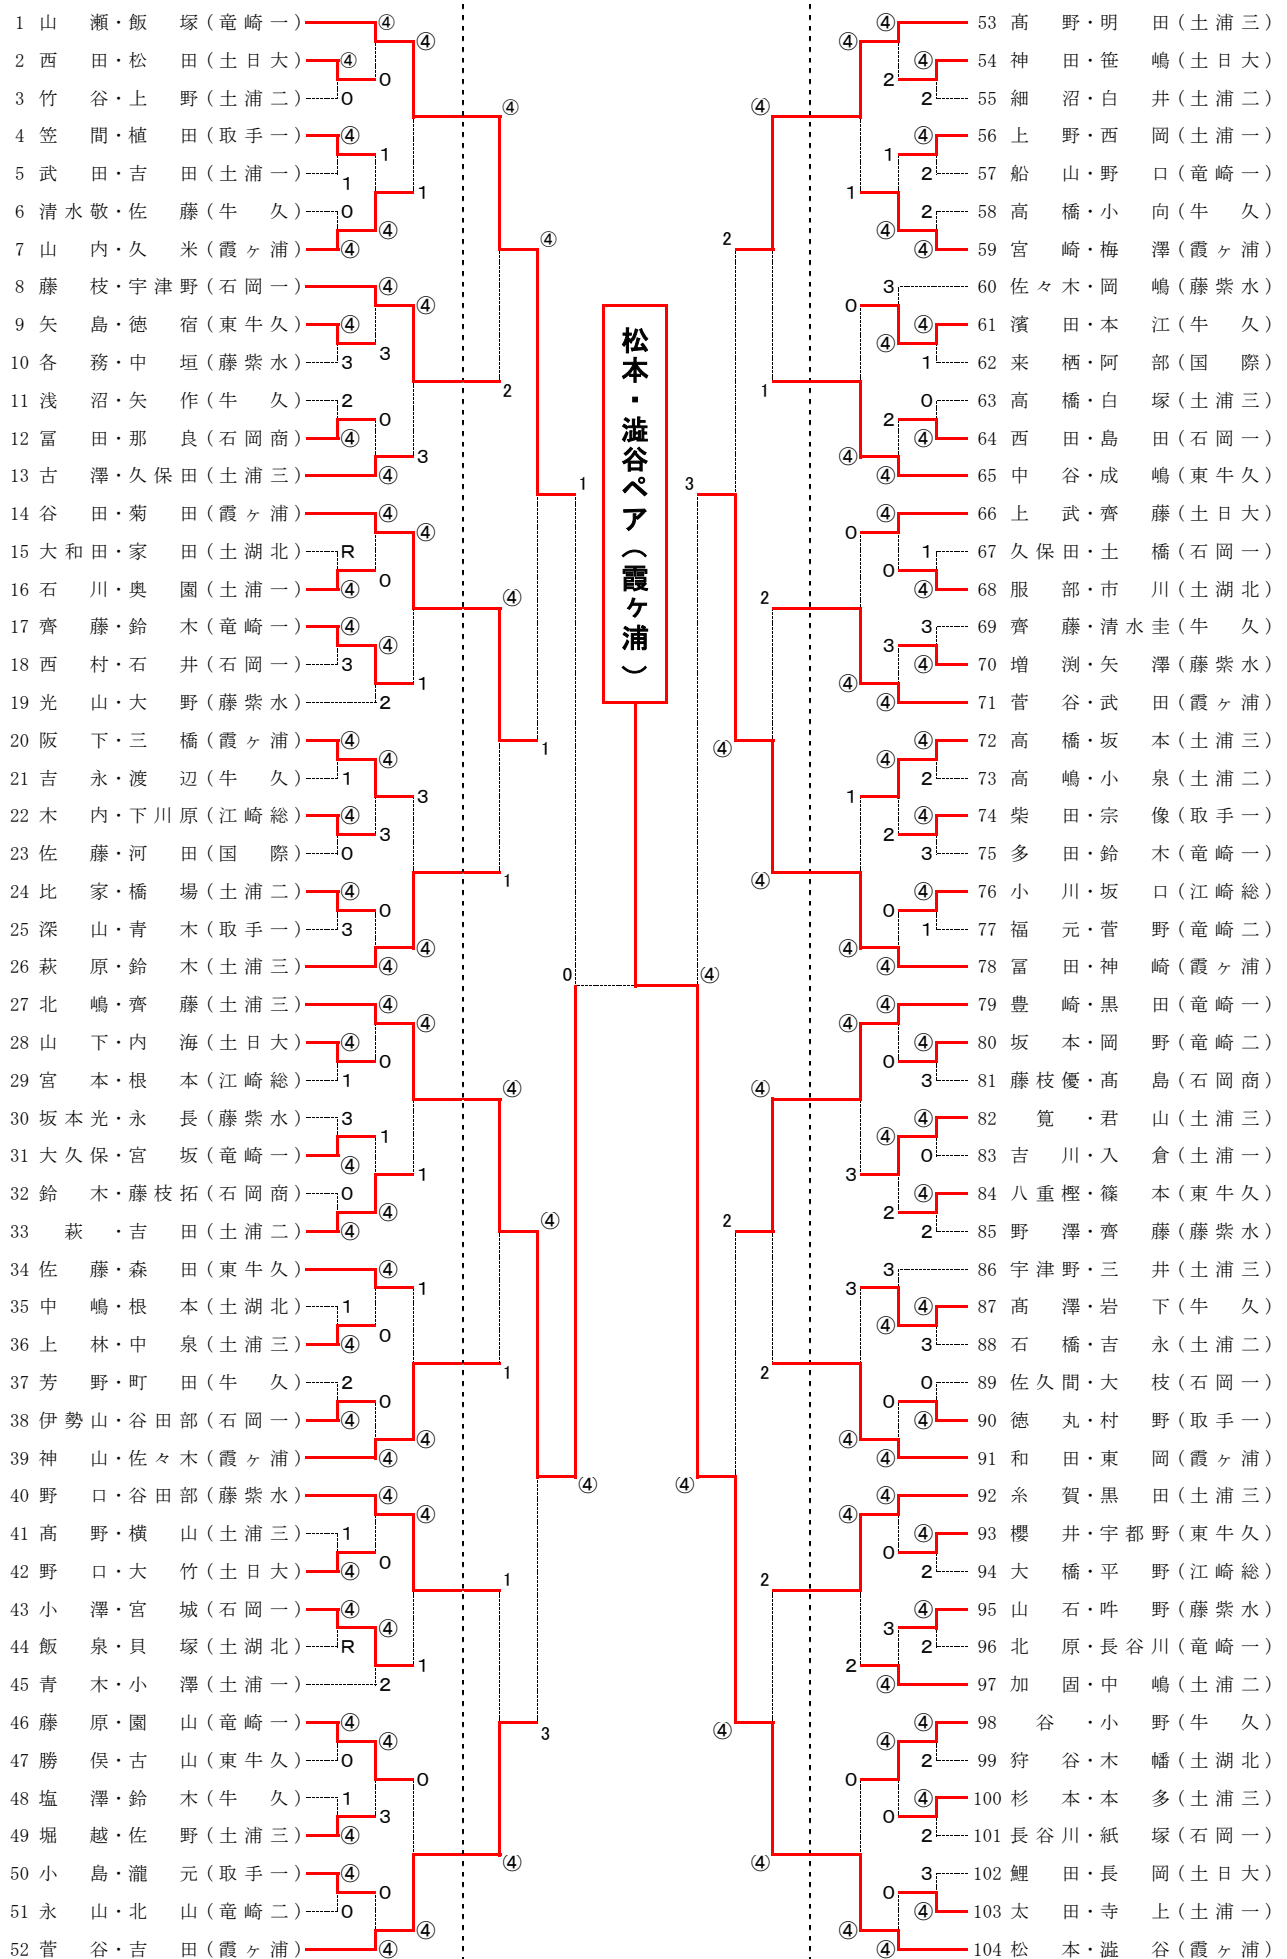 1 山 瀬・飯 塚(竜崎一)
2 西 田・松 田(土日大)
3 竹 谷・上 野(土浦二)
4 笠 間・植 田(取手一)
5 武 田・吉 田(土浦一)
6 清水敬・佐 藤(牛 久)
7 山 内・久 米(霞ヶ浦)
8 藤 枝・宇津野(石岡一)
9 矢 島・徳 宿(東牛久)
10 各 務・中 垣(藤紫水)
11 浅 沼・矢 作(牛 久)
12 冨 田・那 良(石岡商)
13 古 澤・久保田(土浦三)
14 谷 田・菊 田(霞ヶ浦)
15 大和田・家 田(土湖北)
16 石 川・奥 園(土浦一)
17 齊 藤・鈴 木(竜崎一)
18 西 村・石 井(石岡一)
19 光 山・大 野(藤紫水)
20 阪 下・三 橋(霞ヶ浦)
21 吉 永・渡 辺(牛 久)
22 木 内・下川原(江崎総)
23 佐 藤・河 田(国 際)
24 比 家・橋 場(土浦二)
25 深 山・青 木(取手一)
26 萩 原・鈴 木(土浦三)
27 北 嶋・齊 藤(土浦三)
28 山 下・内 海(土日大)
29 宮 本・根 本(江崎総)
30 坂本光・永 長(藤紫水)
31 大久保・宮 坂(竜崎一)
32 鈴 木・藤枝拓(石岡商)
33 萩 ・吉 田(土浦二)
34 佐 藤・森 田(東牛久)
35 中 嶋・根 本(土湖北)
36 上 林・中 泉(土浦三)
37 芳 野・町 田(牛 久)
38 伊勢山・谷田部(石岡一)
39 神 山・佐々木(霞ヶ浦)
40 野 口・谷田部(藤紫水)
41 髙 野・横 山(土浦三)
42 野 口・大 竹(土日大)
43 小 澤・宮 城(石岡一)
44 飯 泉・貝 塚(土湖北)
45 青 木・小 澤(土浦一)
46 藤 原・園 山(竜崎一)
47 勝 俣・古 山(東牛久)
48 塩 澤・鈴 木(牛 久)
49 堀 越・佐 野(土浦三)
50 小 島・瀧 元(取手一)
51 永 山・北 山(竜崎二)
52 菅 谷・吉 田(霞ヶ浦)
松本・澁谷ペア(霞ヶ浦)
53 髙 野・明 田(土浦三)
54 神 田・笹 嶋(土日大)
55 細 沼・白 井(土浦二)
56 上 野・西 岡(土浦一)
57 船 山・野 口(竜崎一)
58 高 橋・小 向(牛 久)
59 宮 崎・梅 澤(霞ヶ浦)
60 佐々木・岡 嶋(藤紫水)
61 濱 田・本 江(牛 久)
62 来 栖・阿 部(国 際)
63 高 橋・白 塚(土浦三)
64 西 田・島 田(石岡一)
65 中 谷・成 嶋(東牛久)
66 上 武・齊 藤(土日大)
67 久保田・土 橋(石岡一)
68 服 部・市 川(土湖北)
69 齊 藤・清水圭(牛 久)
70 増 渕・矢 澤(藤紫水)
71 菅 谷・武 田(霞ヶ浦)
72 高 橋・坂 本(土浦三)
73 高 嶋・小 泉(土浦二)
74 柴 田・宗 像(取手一)
75 多 田・鈴 木(竜崎一)
76 小 川・坂 口(江崎総)
77 福 元・菅 野(竜崎二)
78 冨 田・神 崎(霞ヶ浦)
79 豊 崎・黒 田(竜崎一)
80 坂 本・岡 野(竜崎二)
81 藤枝優・髙 島(石岡商)
82 筧 ・君 山(土浦三)
83 吉 川・入 倉(土浦一)
84 八重樫・篠 本(東牛久)
85 野 澤・齊 藤(藤紫水)
86 宇津野・三 井(土浦三)
87 髙 澤・岩 下(牛 久)
88 石 橋・吉 永(土浦二)
89 佐久間・大 枝(石岡一)
90 徳 丸・村 野(取手一)
91 和 田・東 岡(霞ヶ浦)
92 糸 賀・黒 田(土浦三)
93 櫻 井・宇都野(東牛久)
94 大 橋・平 野(江崎総)
95 山 石・吽 野(藤紫水)
96 北 原・長谷川(竜崎一)
97 加 固・中 嶋(土浦二)
98 谷 ・小 野(牛 久)
99 狩 谷・木 幡(土湖北)
100 杉 本・本 多(土浦三)
101 長谷川・紙 塚(石岡一)
102 鯉 田・長 岡(土日大)
103 太 田・寺 上(土浦一)
104 松 本・澁 谷(霞ヶ浦)